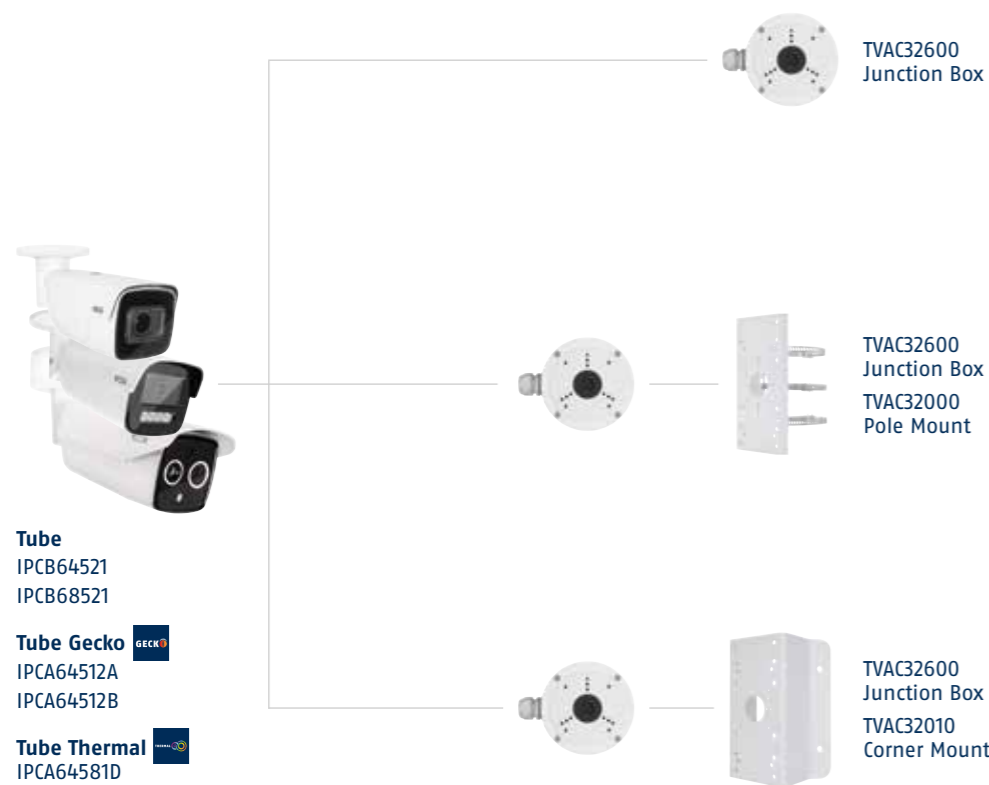 TVAC32600
Junction Box
TVAC32600
Junction Box
TVAC32000
Pole Mount
Tube
IPCB64521
IPCB68521
Tube Gecko GECKO
IPCA64512A
IPCA64512B
Tube Thermal THERMAL
IPCA64581D
TVAC32600
Junction Box
TVAC32010
Corner Mount